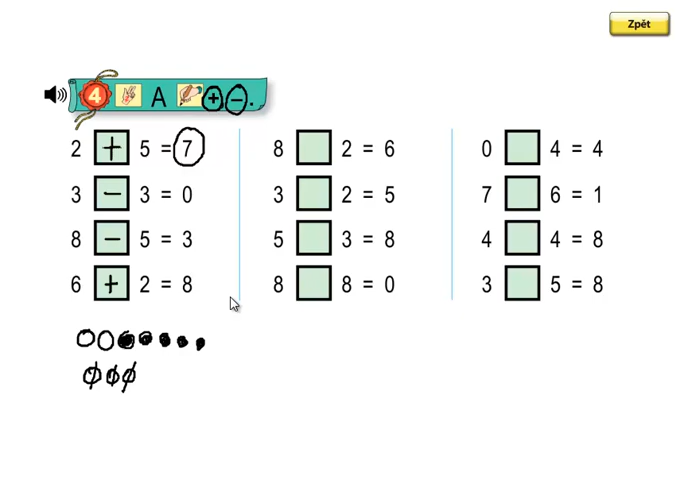 Zpět
4 A + − .
2 + 5 = 7
3 − 3 = 0
8 − 5 = 3
6 + 2 = 8
8 2 = 6
3 2 = 5
5 3 = 8
8 8 = 0
0 4 = 4
7 6 = 1
4 4 = 8
3 5 = 8